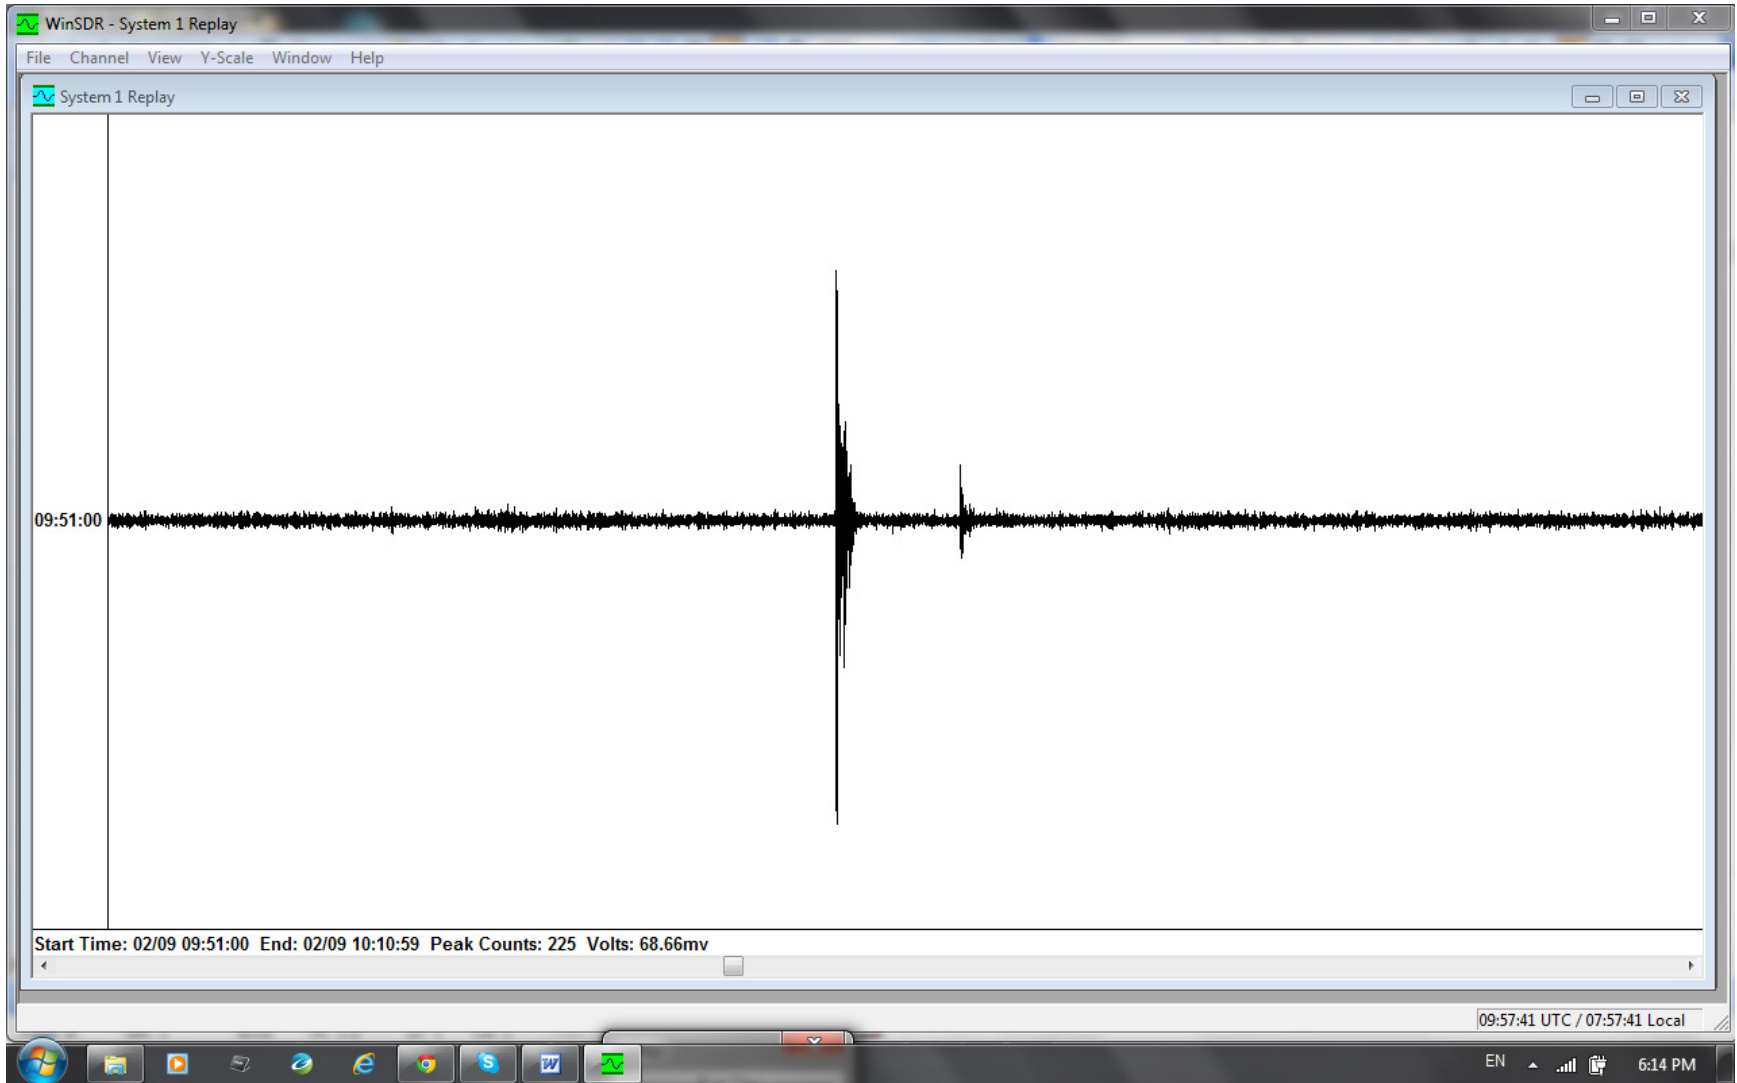 WinSDR - System 1 Replay
File Channel View Y-Scale Window Help
System 1 Replay
09:51:00
Start Time: 02/09 09:51:00 End: 02/09 10:10:59 Peak Counts: 225 Volts: 68.66mv
09:57:41 UTC / 07:57:41 Local
EN 6:14 PM